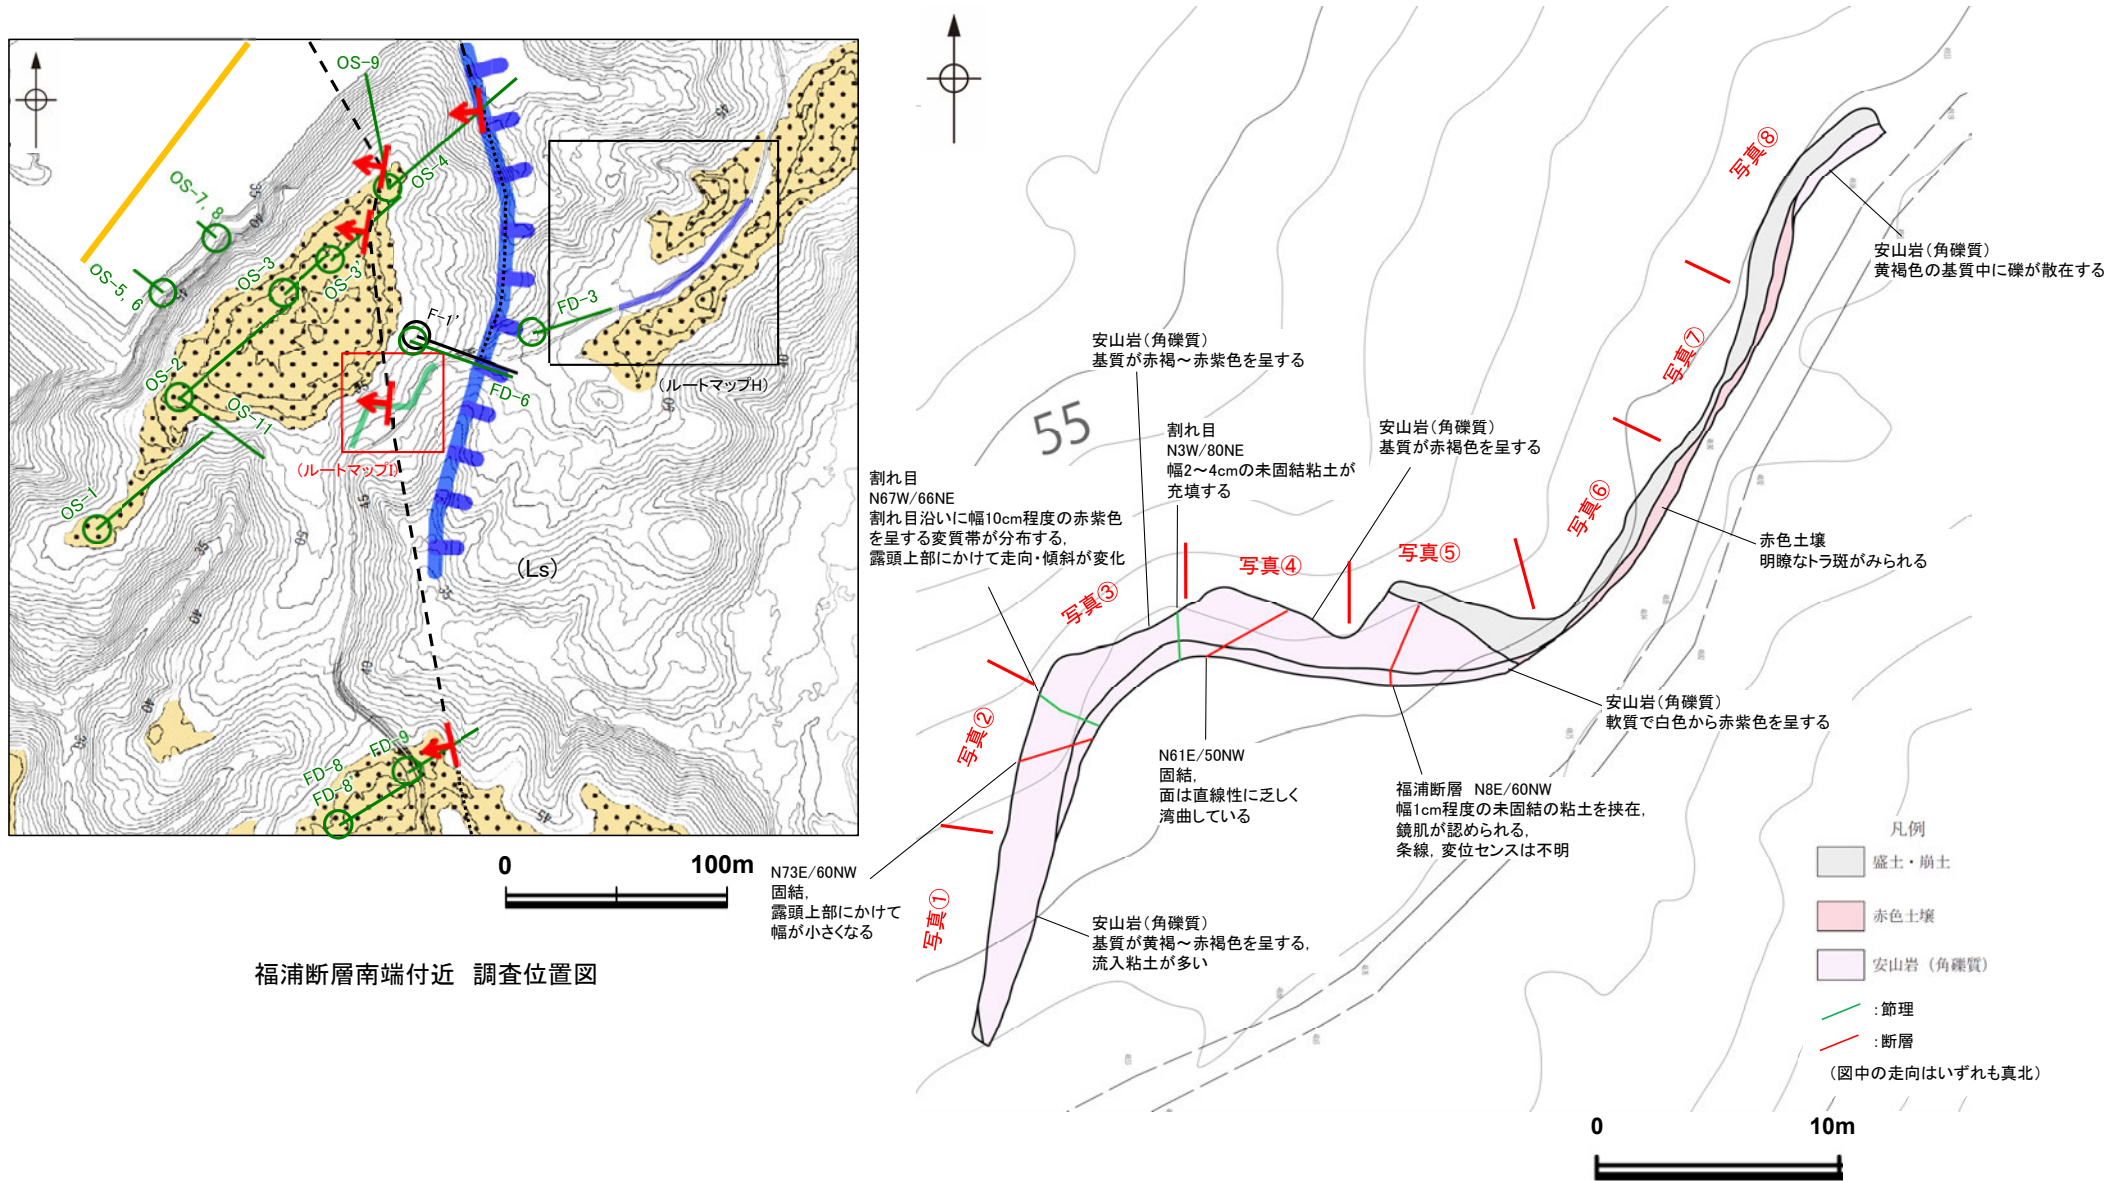 OS-9
OS-4
OS-7, 8
OS-5, 6
OS-3
OS-3'
OS-2
OS-11
OS-1
F-1'
FD-3
FD-6
(ルートマップH)
(ルートマップI)
(Ls)
FD-9
FD-8
FD-8'
35
40
45
45
45
45
35
40
40
35
40
45
0 100m
福浦断層南端付近 調査位置図
55
写真①
写真②
写真③
写真④
写真⑤
写真⑥
写真⑦
写真⑧
安山岩(角礫質)
黄褐色の基質中に礫が散在する
安山岩(角礫質)
基質が赤褐～赤紫色を呈する
割れ目
N3W/80NE
幅2～4cmの未固結粘土が
充填する
安山岩(角礫質)
基質が赤褐色を呈する
割れ目
N67W/66NE
割れ目沿いに幅10cm程度の赤紫色
を呈する変質帯が分布する,
露頭上部にかけて走向・傾斜が変化
赤色土壌
明瞭なトラ斑がみられる
安山岩(角礫質)
軟質で白色から赤紫色を呈する
N61E/50NW
固結,
面は直線性に乏しく
湾曲している
福浦断層 N8E/60NW
幅1cm程度の未固結の粘土を挟在,
鏡肌が認められる,
条線, 変位センスは不明
N73E/60NW
固結,
露頭上部にかけて
幅が小さくなる
安山岩(角礫質)
基質が黄褐～赤褐色を呈する,
流入粘土が多い
凡例
盛土・崩土
赤色土壌
安山岩（角礫質）
:節理
:断層
(図中の走向はいずれも真北)
0 10m